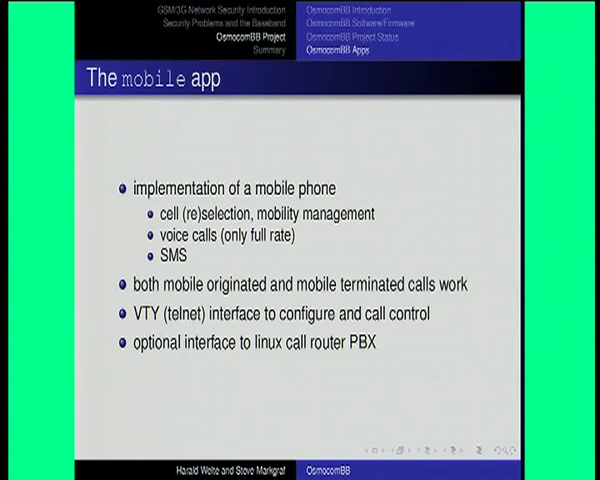 GSM/3G Network Security Introduction
Security Problems and the Baseband
OsmocomBB Project
Summary
OsmocomBB Introduction
OsmocomBB Software/Firmware
OsmocomBB Project Status
OsmocomBB Apps
The mobile app
implementation of a mobile phone
cell (re)selection, mobility management
voice calls (only full rate)
SMS
both mobile originated and mobile terminated calls work
VTY (telnet) interface to configure and call control
optional interface to linux call router PBX
Harald Welte and Steve Markgraf
OsmocomBB